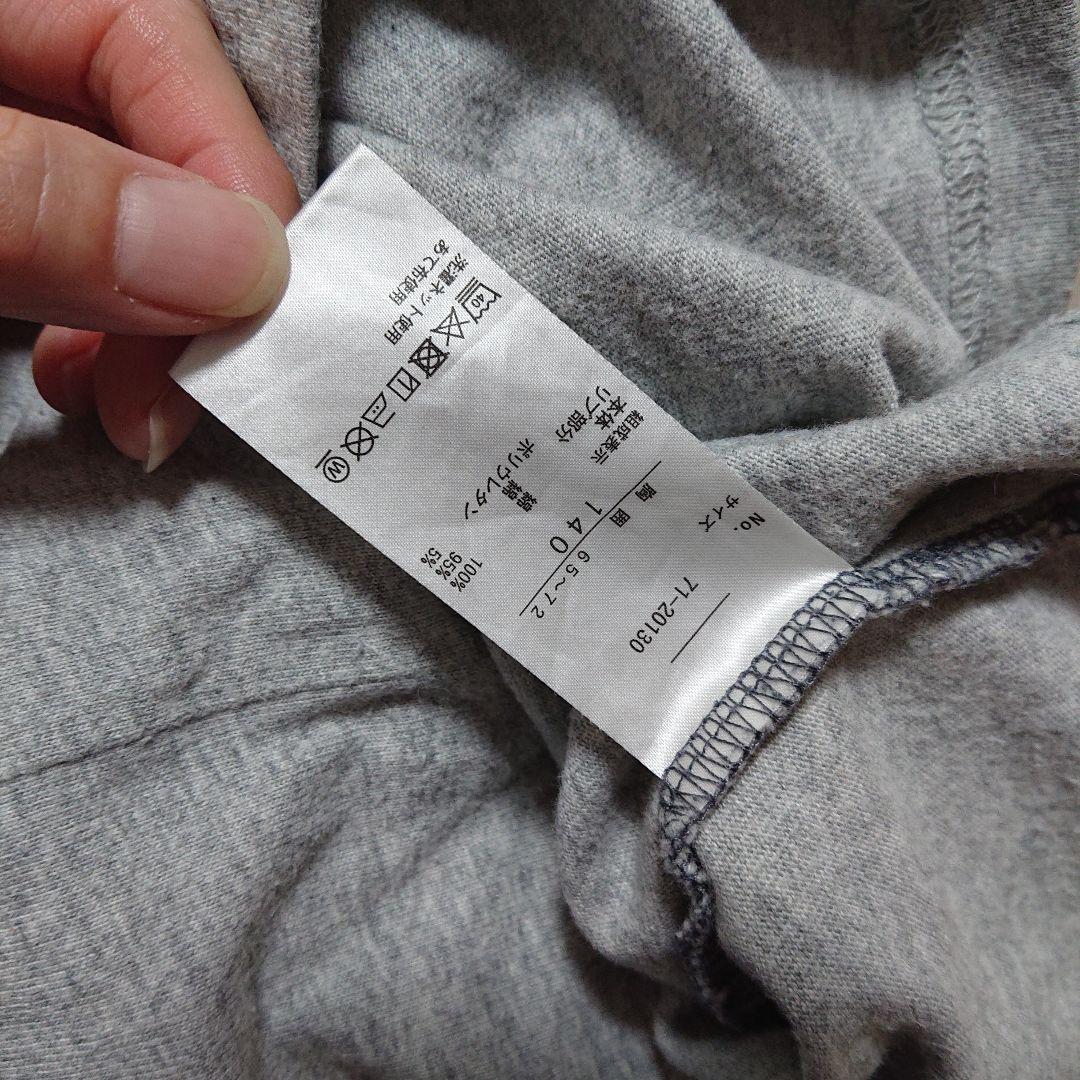 No. 71-20130
サイズ 140
胸囲 65~72
組成表示
本体 綿 100%
リブ部分 綿 95%
ポリウレタン 5%
40
W
洗濯ネット使用
あて布使用